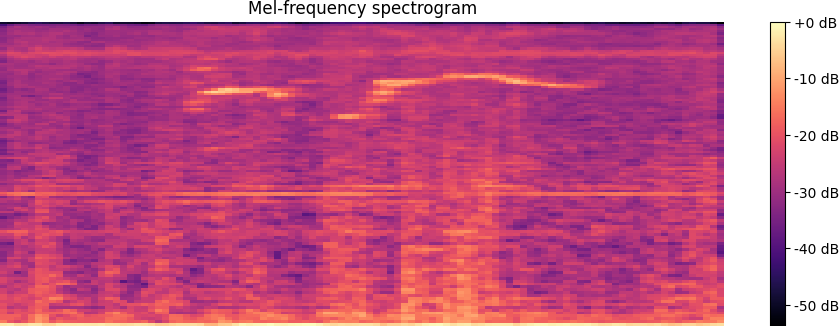 Mel-frequency spectrogram
+0 dB
-10 dB
-20 dB
-30 dB
-40 dB
-50 dB